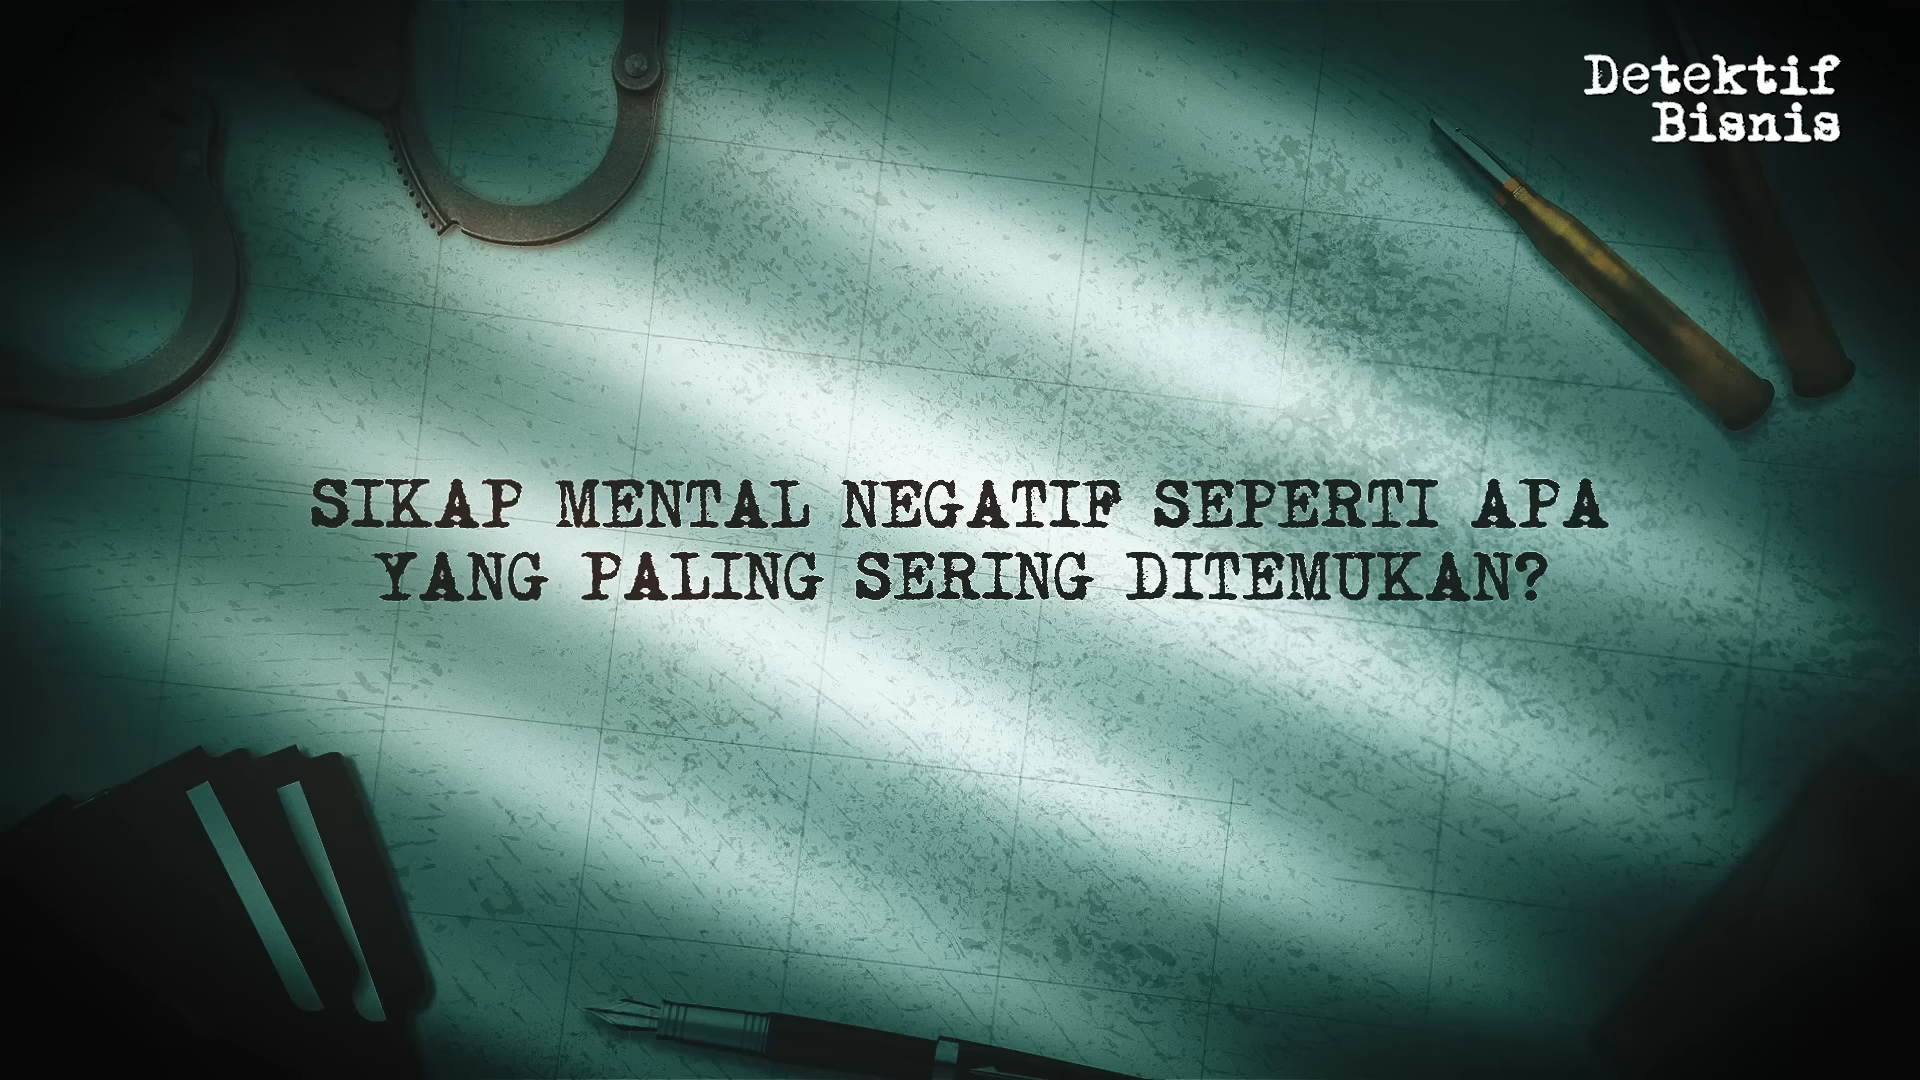 Detektif
Bisnis
SIKAP MENTAL NEGATIF SEPERTI APA
YANG PALING SERING DITEMUKAN?